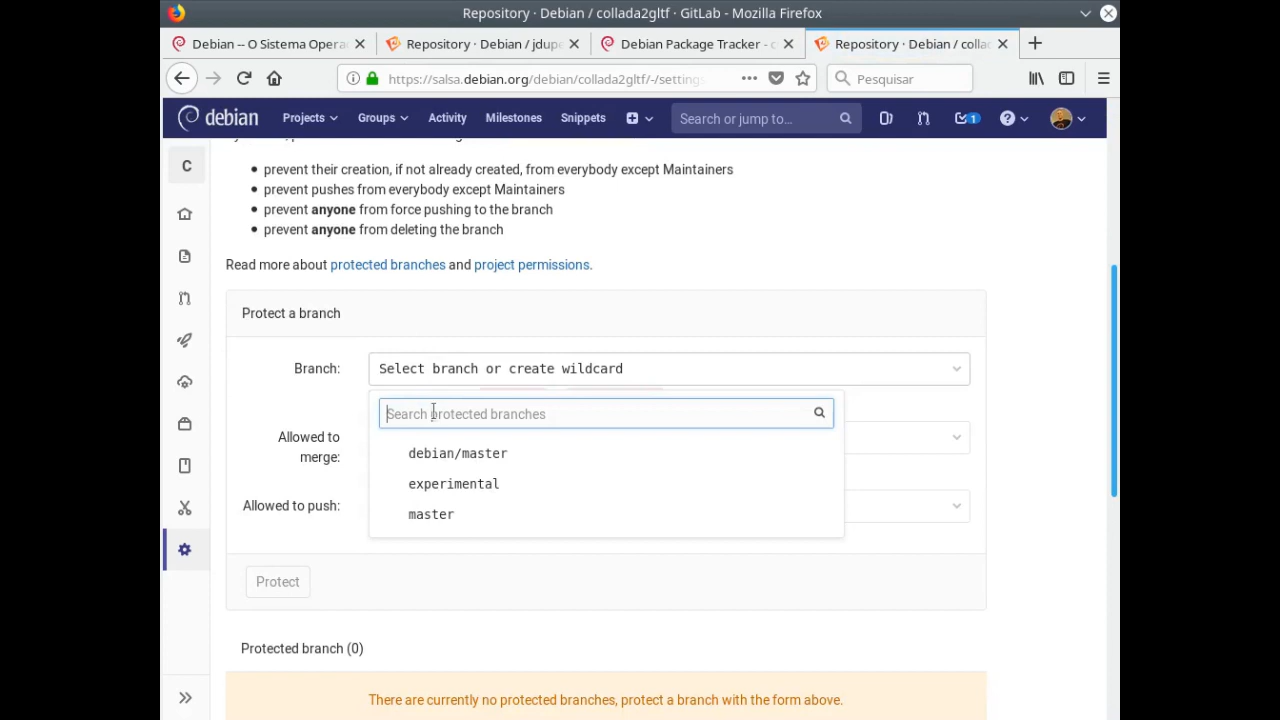 Repository · Debian / collada2gltf · GitLab - Mozilla Firefox
Debian -- O Sistema Opera
Repository · Debian / jdupe
Debian Package Tracker - c
Repository · Debian / colla
https://salsa.debian.org/debian/collada2gltf/-/settings
Pesquisar
debian
Projects
Groups
Activity
Milestones
Snippets
Search or jump to...
1
C
prevent their creation, if not already created, from everybody except Maintainers
prevent pushes from everybody except Maintainers
prevent anyone from force pushing to the branch
prevent anyone from deleting the branch
Read more about protected branches and project permissions.
Protect a branch
Branch:
Select branch or create wildcard
Search protected branches
debian/master
experimental
master
Allowed to
merge:
Allowed to push:
Protect
Protected branch (0)
There are currently no protected branches, protect a branch with the form above.